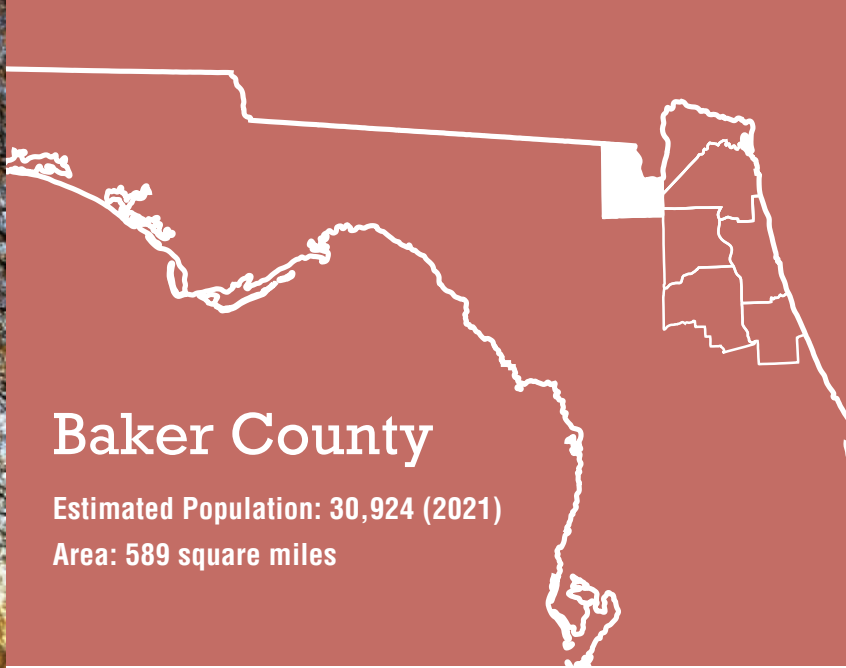 Baker County
Estimated Population: 30,924 (2021)
Area: 589 square miles